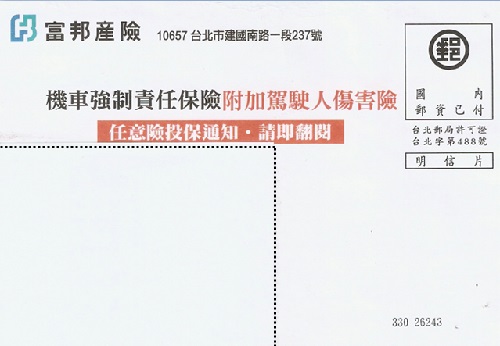 富邦産險 10657 台北市建國南路一段237號
郵
國內
郵資已付
機車強制責任保險附加駕駛人傷害險
任意險投保通知·請即翻閱
台北郵局許可證
台北字第488號
明信片
330 26243